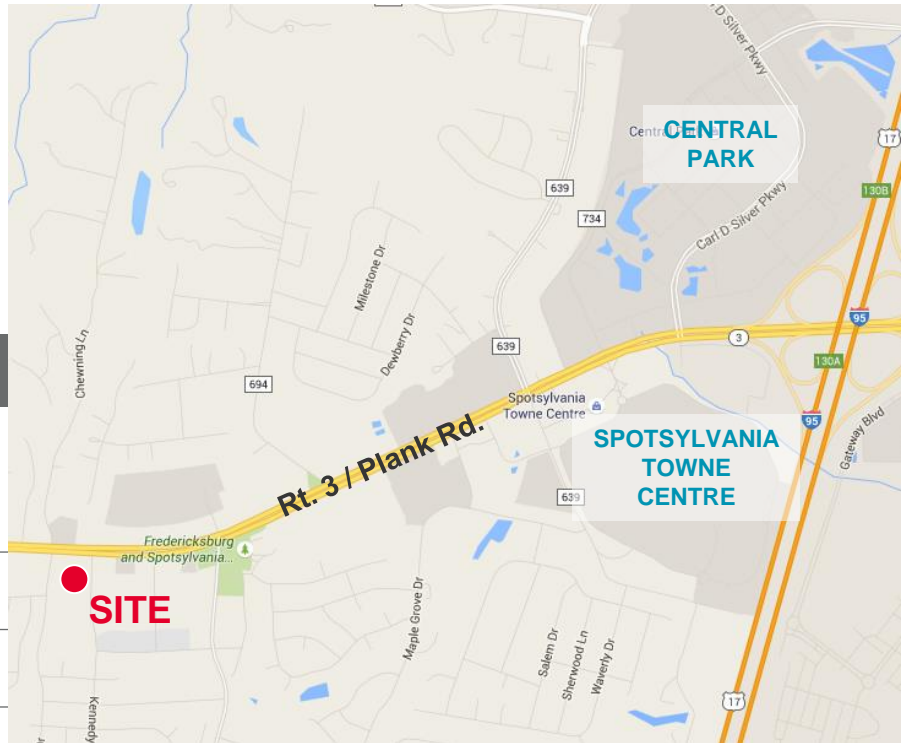 Carl D Silver Pkwy
17
Central Park
CENTRAL
PARK
130B
639
734
Carl D Silver Pkwy
Milestone Dr
Dewberry Dr
Chewning Ln
95
3
639
130A
694
Spotsylvania
Towne Centre
95
Gateway Blvd
Rt. 3 / Plank Rd.
SPOTSYLVANIA
TOWNE
CENTRE
639
Fredericksburg
and Spotsylvania...
SITE
Maple Grove Dr
Salem Dr
Sherwood Ln
Waverly Dr
Kennedy
17